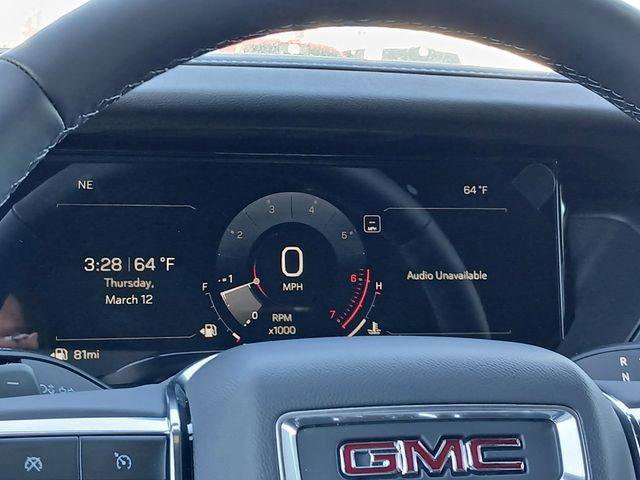 NE
64 °F
3:28 | 64 °F
Thursday,
March 12
0
MPH
0 1 2 3 4 5 6 7
RPM
x1000
F
H
-- MPH
Audio Unavailable
81mi
R
N
GMC